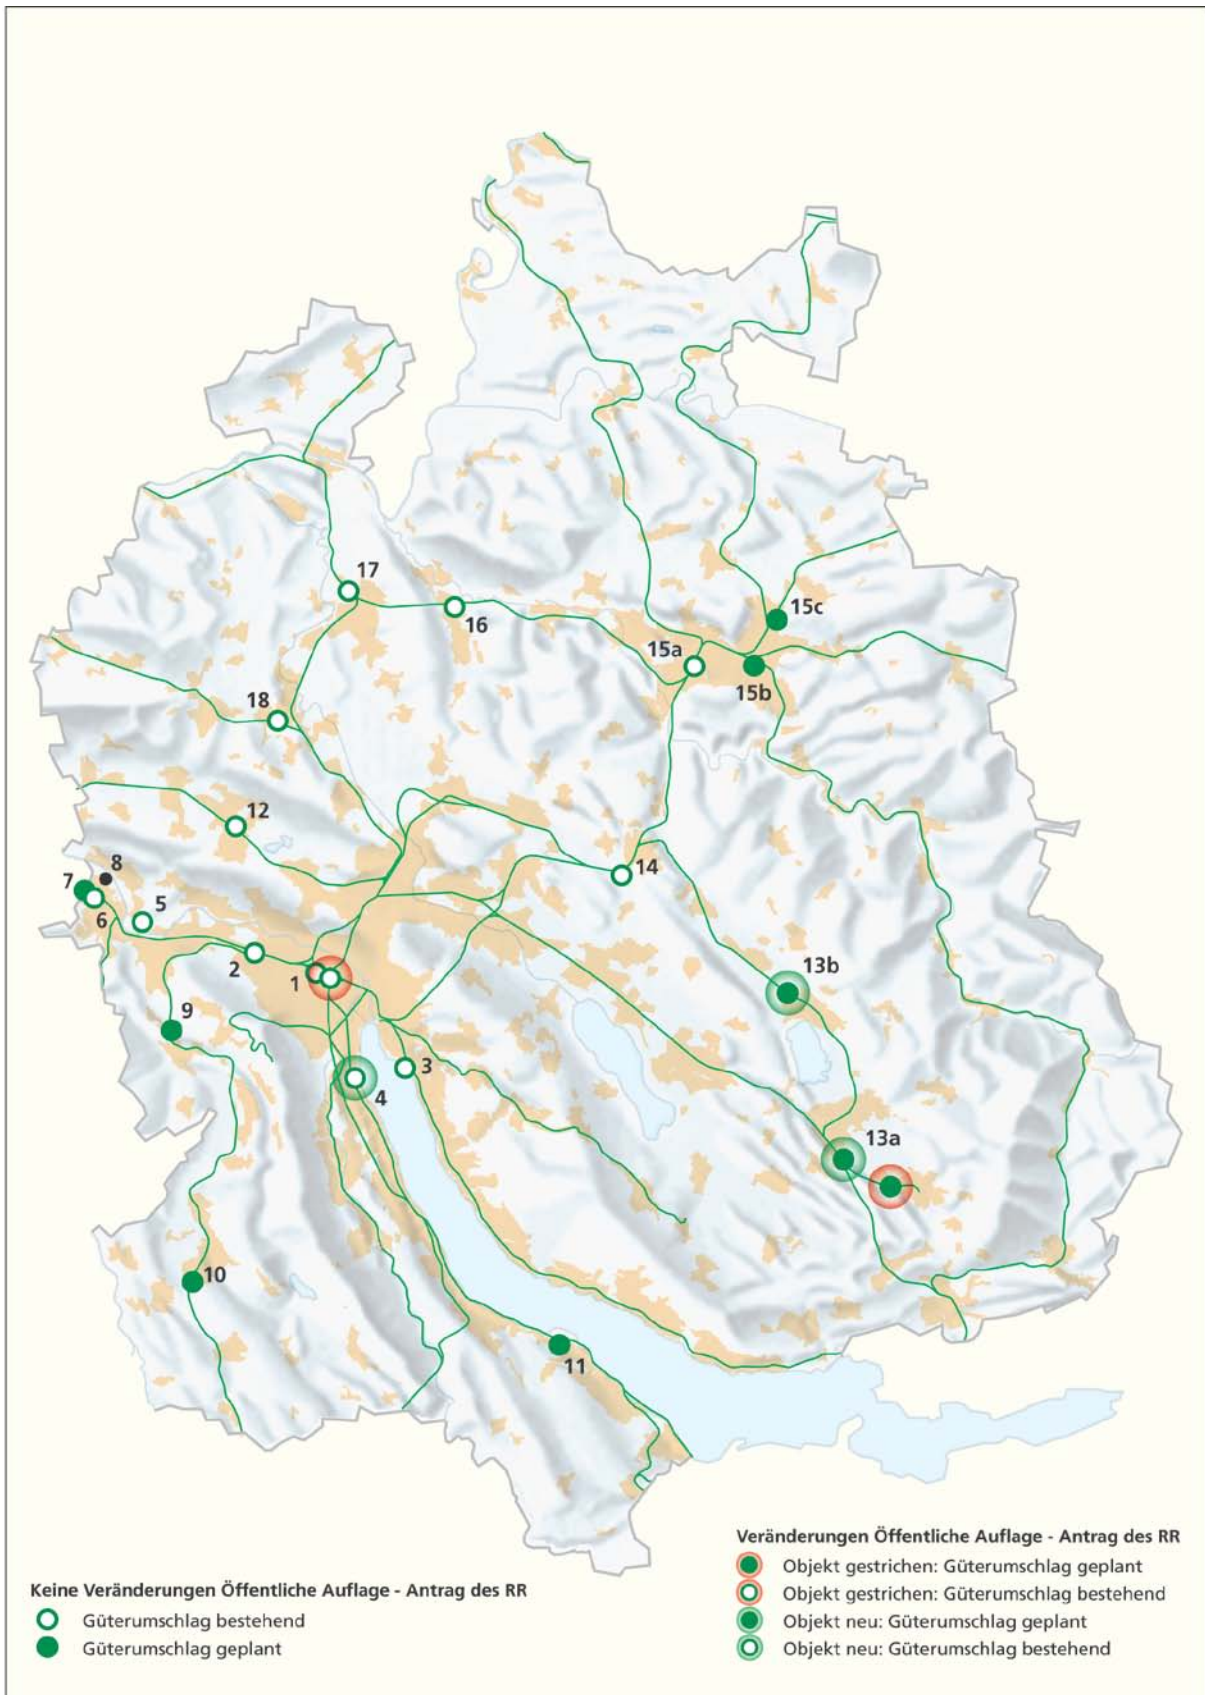 17
16
15c
15a
15b
18
12
8
7
14
6
5
2
1
13b
9
3
4
13a
10
11
Veränderungen Öffentliche Auflage - Antrag des RR
Objekt gestrichen: Güterumschlag geplant
Keine Veränderungen Öffentliche Auflage - Antrag des RR
Objekt gestrichen: Güterumschlag bestehend
Güterumschlag bestehend
Objekt neu: Güterumschlag geplant
Güterumschlag geplant
Objekt neu: Güterumschlag bestehend